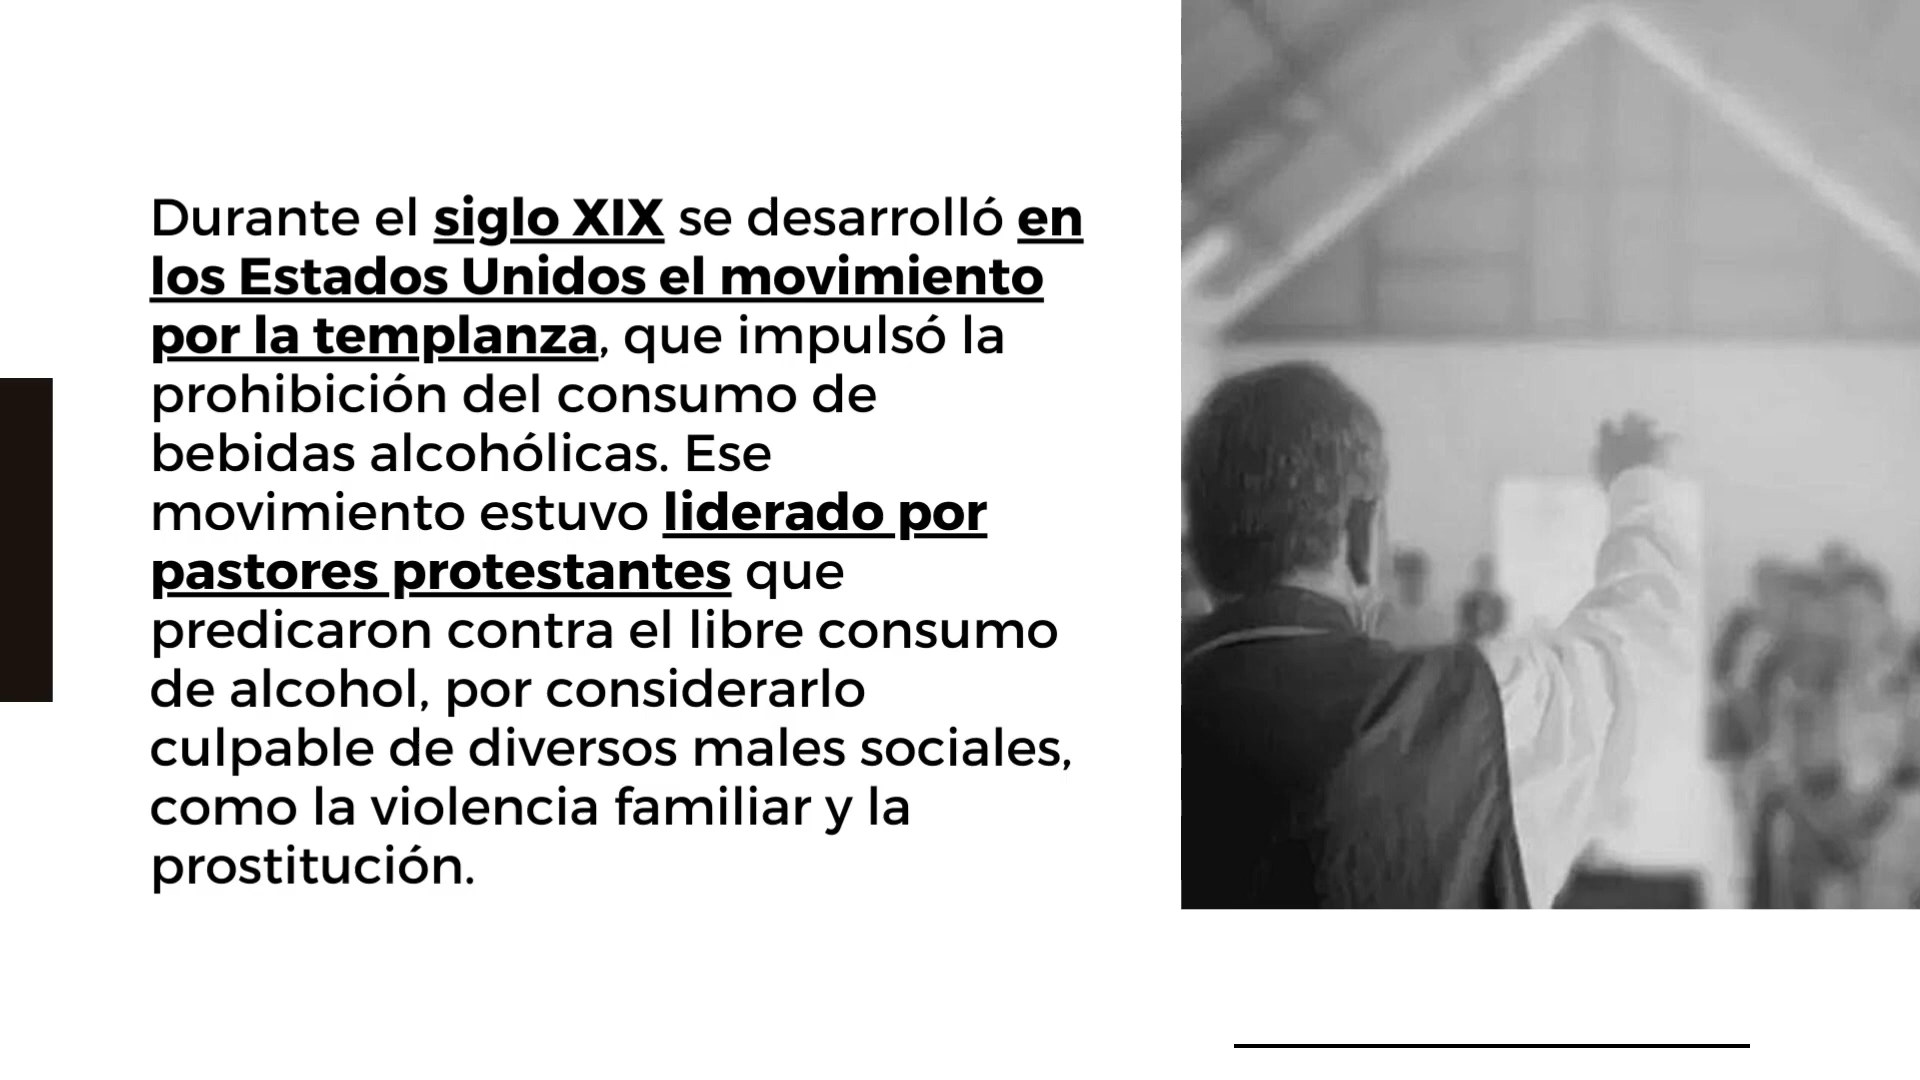 Durante el siglo XIX se desarrolló en
los Estados Unidos el movimiento
por la templanza, que impulsó la
prohibición del consumo de
bebidas alcohólicas. Ese
movimiento estuvo liderado por
pastores protestantes que
predicaron contra el libre consumo
de alcohol, por considerarlo
culpable de diversos males sociales,
como la violencia familiar y la
prostitución.